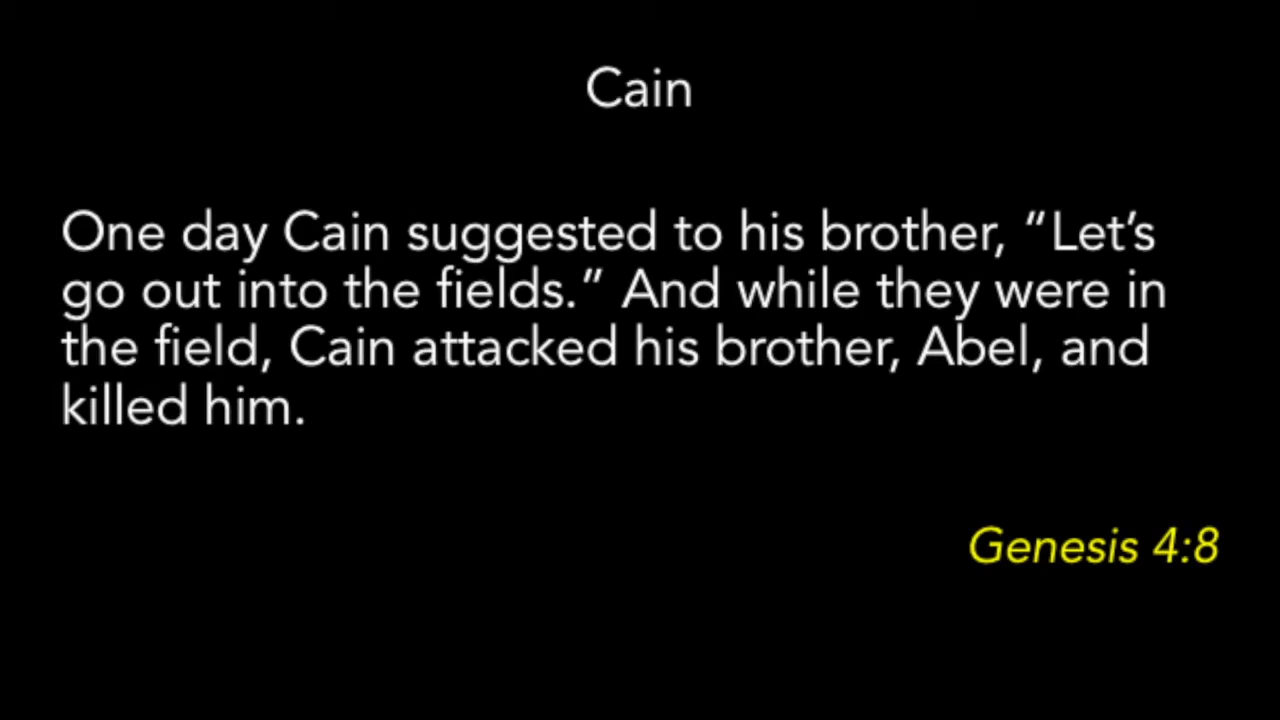 Cain
One day Cain suggested to his brother, “Let’s
go out into the fields.” And while they were in
the field, Cain attacked his brother, Abel, and
killed him.
Genesis 4:8